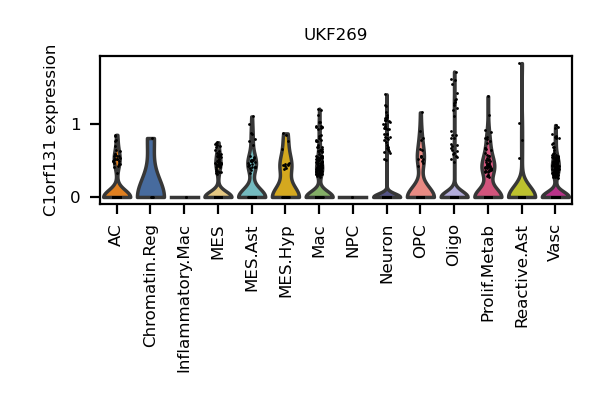 UKF269
C1orf131 expression
1
0
AC
Chromatin.Reg
Inflammatory.Mac
MES
MES.Ast
MES.Hyp
Mac
NPC
Neuron
OPC
Oligo
Prolif.Metab
Reactive.Ast
Vasc